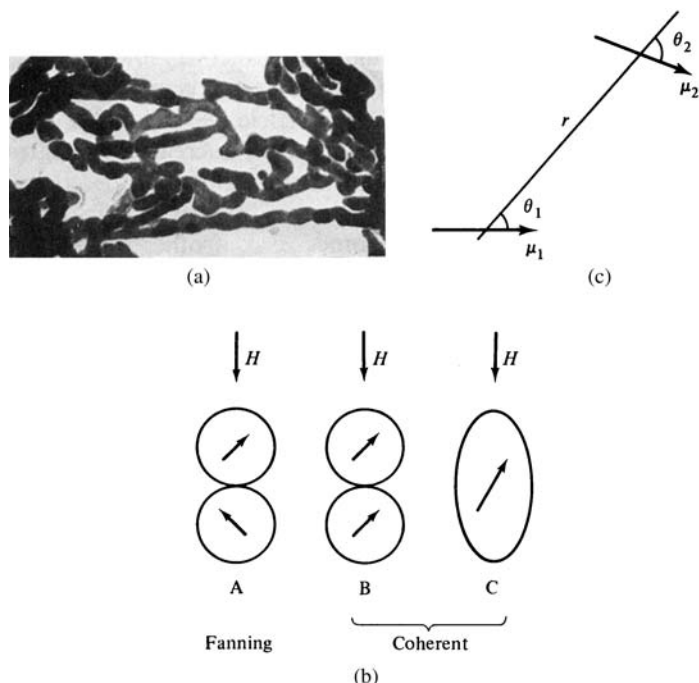 θ₂
μ₂
r
θ₁
μ₁
(a)
(c)
H
H
H
A
B
C
Fanning
Coherent
(b)